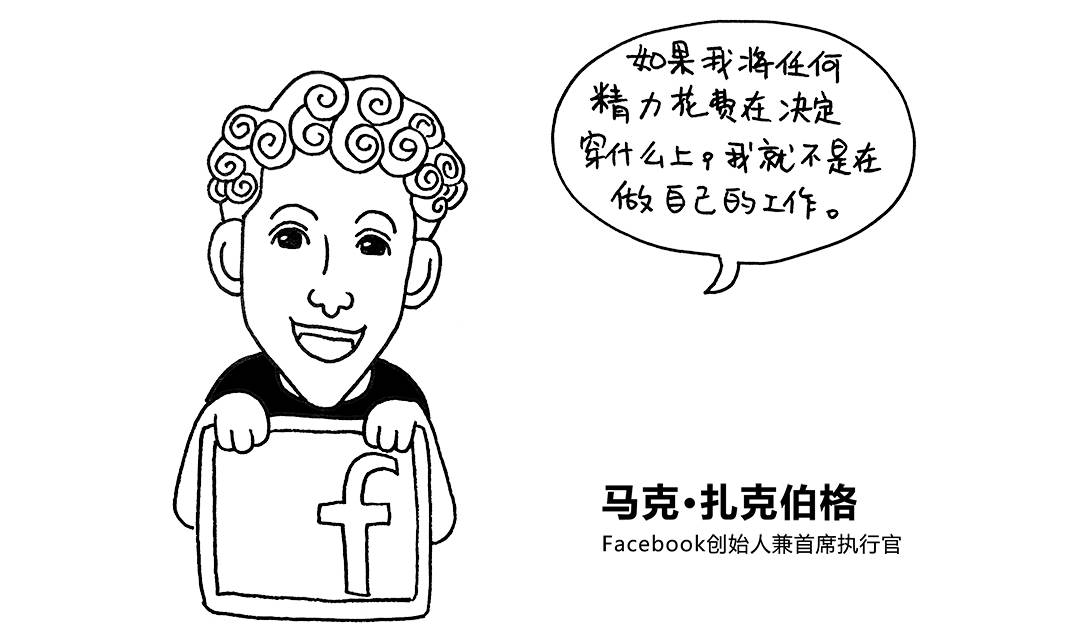 如果我将任何
精力花费在决定
穿什么上，我就不是在
做自己的工作。
f
马克·扎克伯格
Facebook创始人兼首席执行官